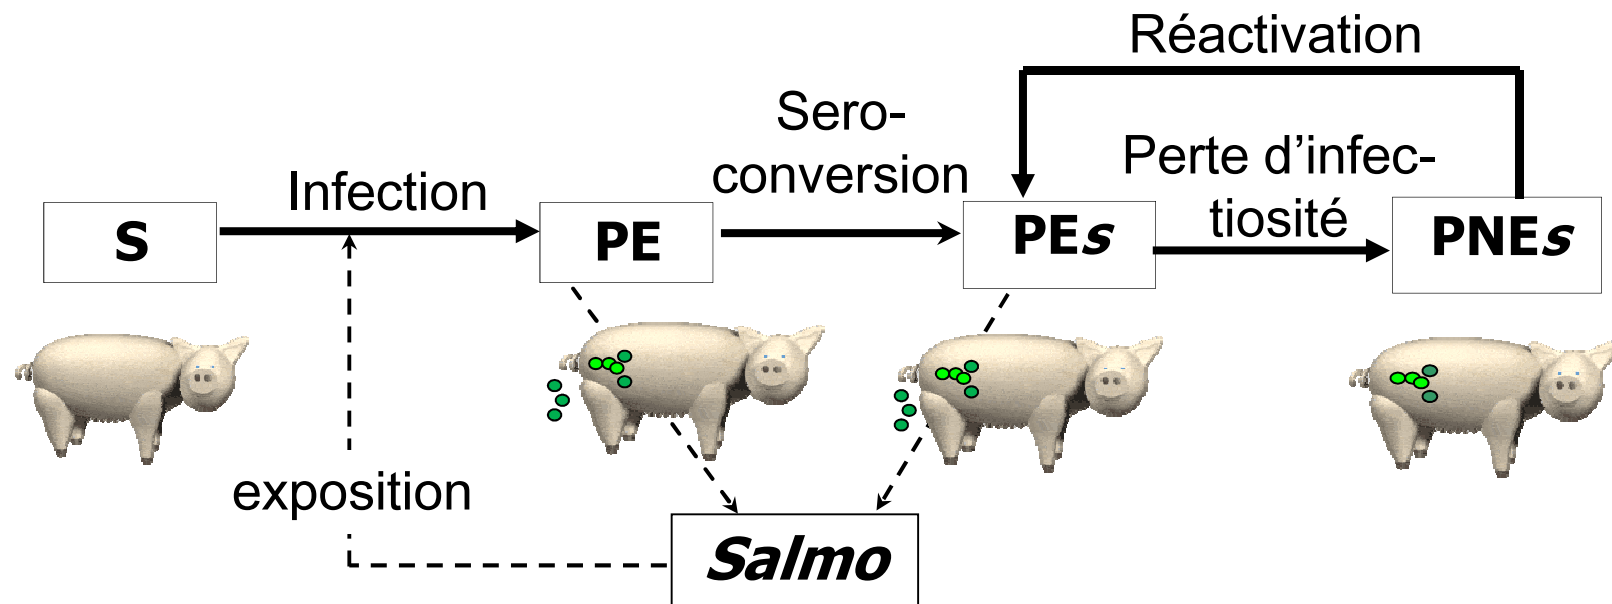 Réactivation
Sero-
conversion
Perte d’infec-
tiosité
Infection
S
PE
PEs
PNEs
exposition
Salmo